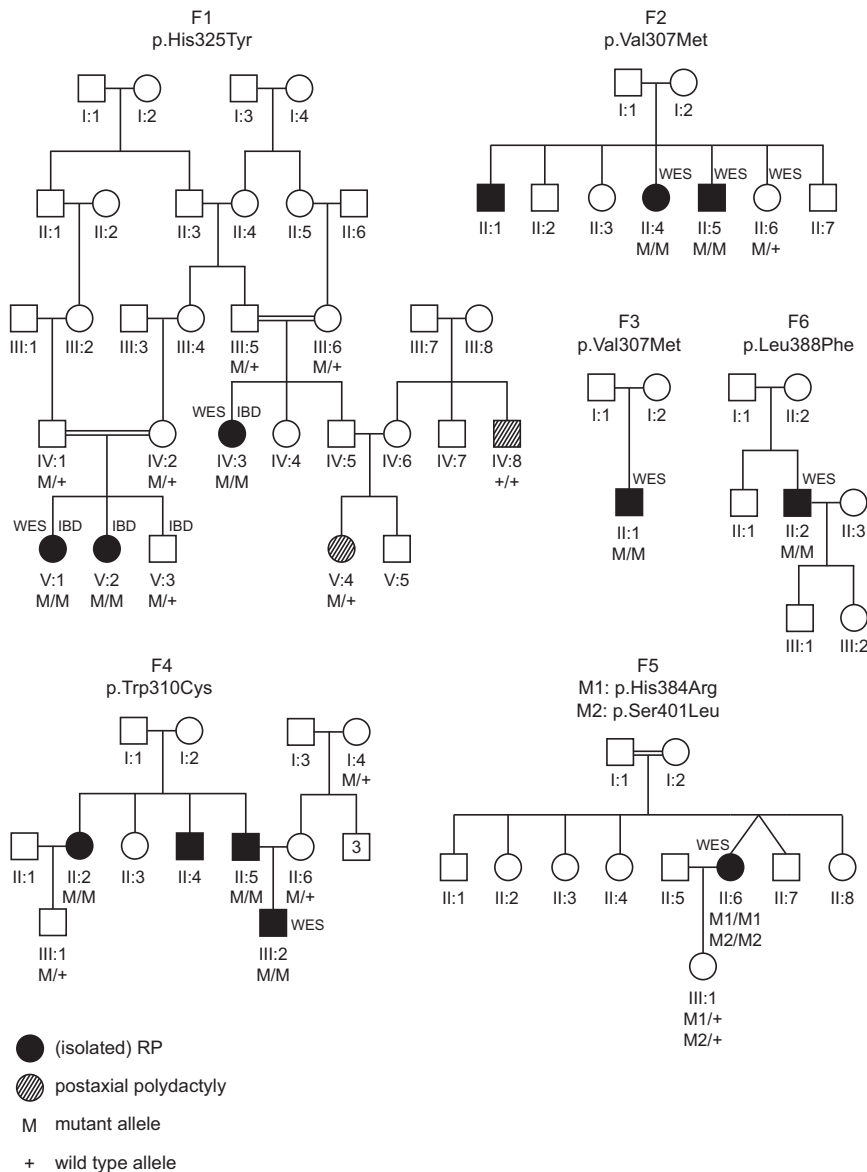 F1
p.His325Tyr
I:1 I:2 I:3 I:4
II:1 II:2 II:3 II:4 II:5 II:6
III:1 III:2 III:3 III:4 III:5 III:6 III:7 III:8
M/+ M/+
WES IBD
IV:1 IV:2 IV:3 IV:4 IV:5 IV:6 IV:7 IV:8
M/+ M/+ M/M +/+
WES IBD IBD IBD
V:1 V:2 V:3 V:4 V:5
M/M M/M M/+ M/+
F2
p.Val307Met
I:1 I:2
WES WES WES
II:1 II:2 II:3 II:4 II:5 II:6 II:7
M/M M/M M/+
F3
p.Val307Met
I:1 I:2
WES
II:1
M/M
F6
p.Leu388Phe
I:1 II:2
WES
II:1 II:2 II:3
M/M
III:1 III:2
F4
p.Trp310Cys
I:1 I:2 I:3 I:4
M/+
3
II:1 II:2 II:3 II:4 II:5 II:6
M/M M/M M/+
WES
III:1 III:2
M/+ M/M
F5
M1: p.His384Arg
M2: p.Ser401Leu
I:1 I:2
WES
II:1 II:2 II:3 II:4 II:5 II:6 II:7 II:8
M1/M1
M2/M2
III:1
M1/+
M2/+
(isolated) RP
postaxial polydactyly
M mutant allele
+ wild type allele